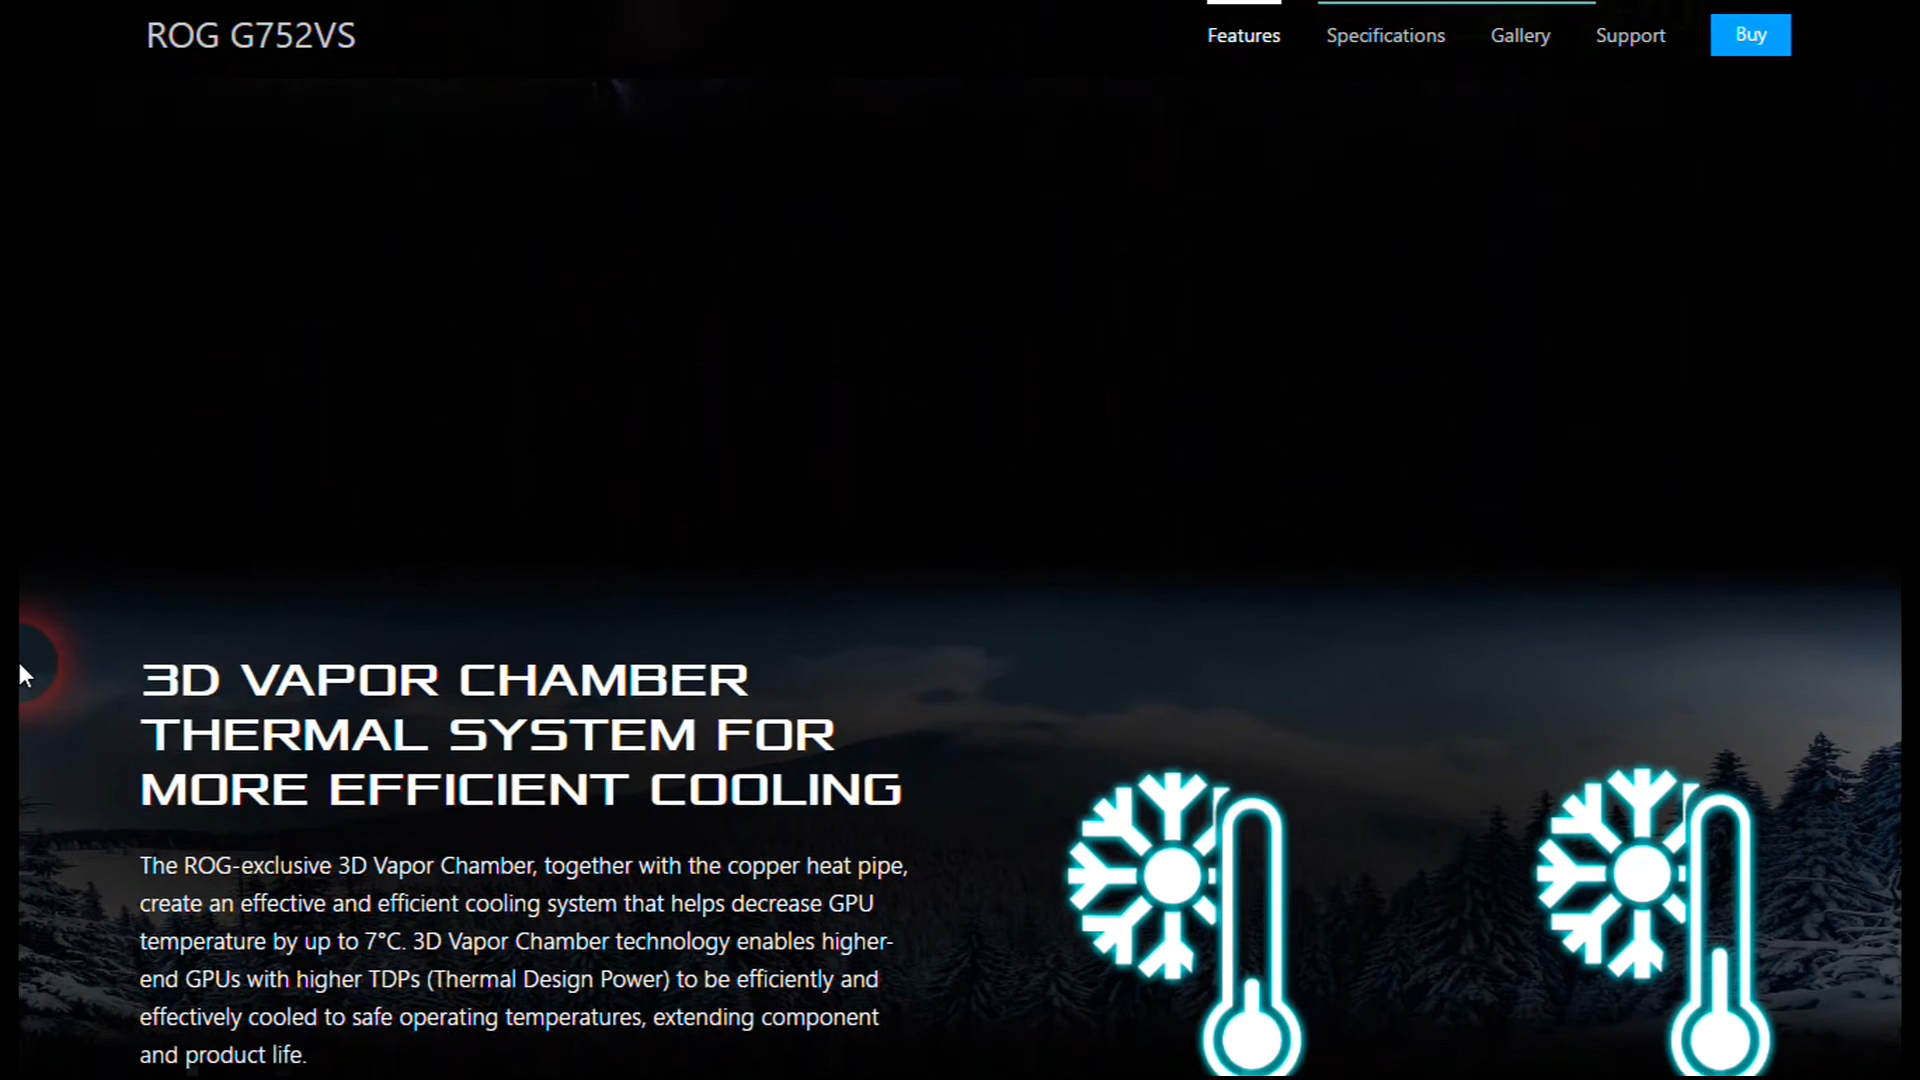 ROG G752VS
Features Specifications Gallery Support Buy
3D VAPOR CHAMBER
THERMAL SYSTEM FOR
MORE EFFICIENT COOLING
The ROG-exclusive 3D Vapor Chamber, together with the copper heat pipe,
create an effective and efficient cooling system that helps decrease GPU
temperature by up to 7°C. 3D Vapor Chamber technology enables higher-
end GPUs with higher TDPs (Thermal Design Power) to be efficiently and
effectively cooled to safe operating temperatures, extending component
and product life.